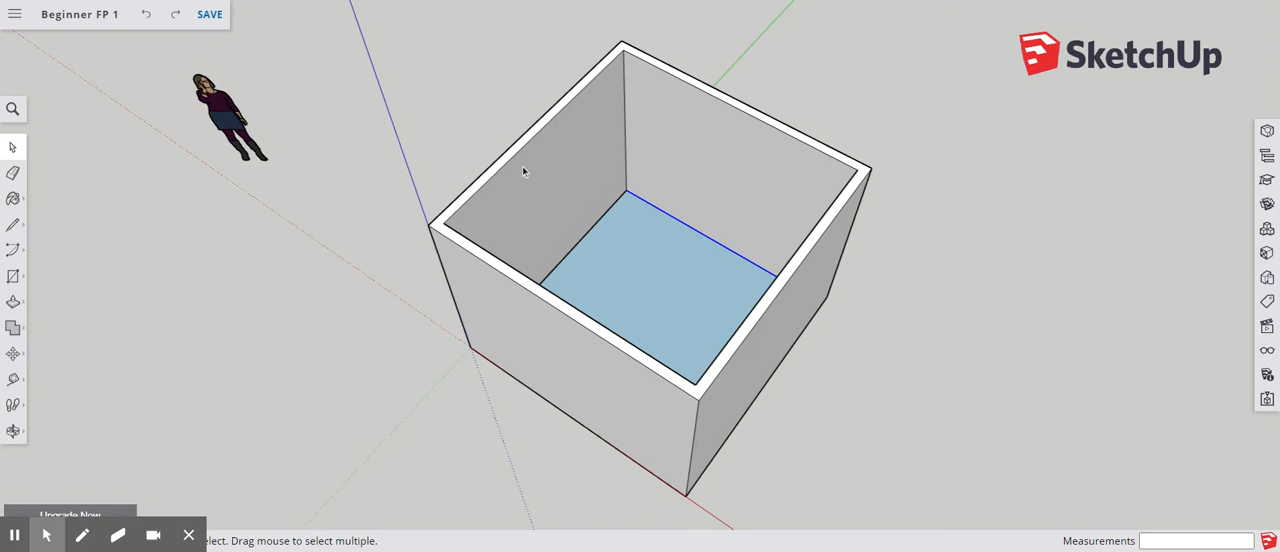 Beginner FP 1 SAVE
SketchUp
Upgrade Now
elect. Drag mouse to select multiple. Measurements